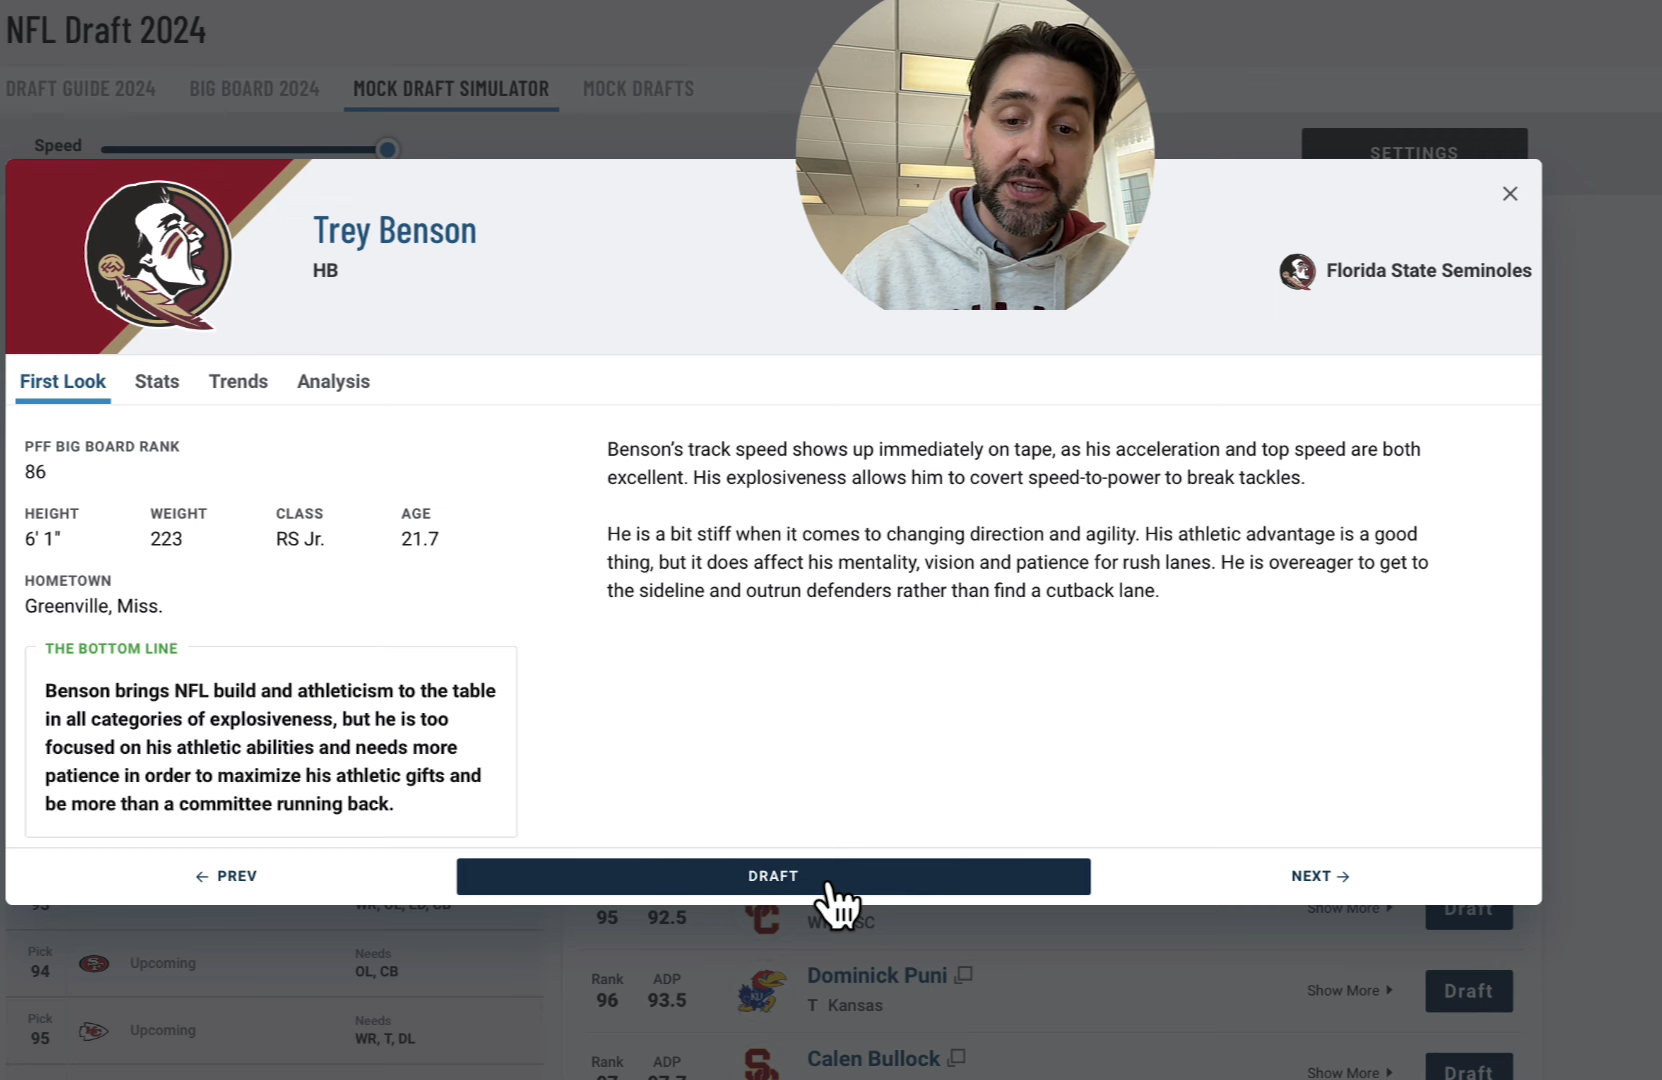 NFL Draft 2024
DRAFT GUIDE 2024
BIG BOARD 2024
MOCK DRAFT SIMULATOR
MOCK DRAFTS
Speed
SETTINGS
Trey Benson
HB
Florida State Seminoles
First Look
Stats
Trends
Analysis
PFF BIG BOARD RANK
86
HEIGHT
WEIGHT
CLASS
AGE
6' 1"
223
RS Jr.
21.7
HOMETOWN
Greenville, Miss.
THE BOTTOM LINE
Benson brings NFL build and athleticism to the table
in all categories of explosiveness, but he is too
focused on his athletic abilities and needs more
patience in order to maximize his athletic gifts and
be more than a committee running back.
Benson's track speed shows up immediately on tape, as his acceleration and top speed are both
excellent. His explosiveness allows him to covert speed-to-power to break tackles.
He is a bit stiff when it comes to changing direction and agility. His athletic advantage is a good
thing, but it does affect his mentality, vision and patience for rush lanes. He is overeager to get to
the sideline and outrun defenders rather than find a cutback lane.
← PREV
DRAFT
NEXT →
Pick
94
Upcoming
Needs
OL, CB
Pick
95
Upcoming
Needs
WR, T, DL
95
92.5
Show More
Draft
Rank
96
ADP
93.5
KU
Dominick Puni
T Kansas
Show More
Draft
Rank
ADP
Calen Bullock
Show More
Draft